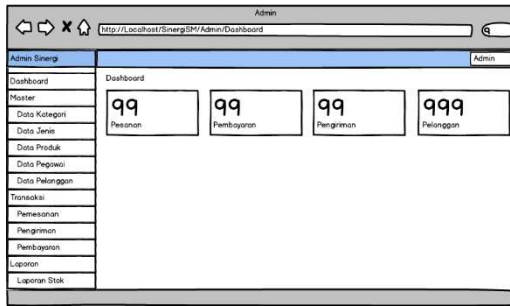 Admin
http://Localhost/SinergiSM/Admin/Dashboard
Admin Sinergi
Admin
Dashboard
Master
Data Kategori
Data Jenis
Data Produk
Data Pegawai
Data Pelanggan
Transaksi
Pemesanan
Pengiriman
Pembayaran
Laporan
Laporan Stok
Dashboard
99
Pesanan
99
Pembayaran
99
Pengiriman
999
Pelanggan